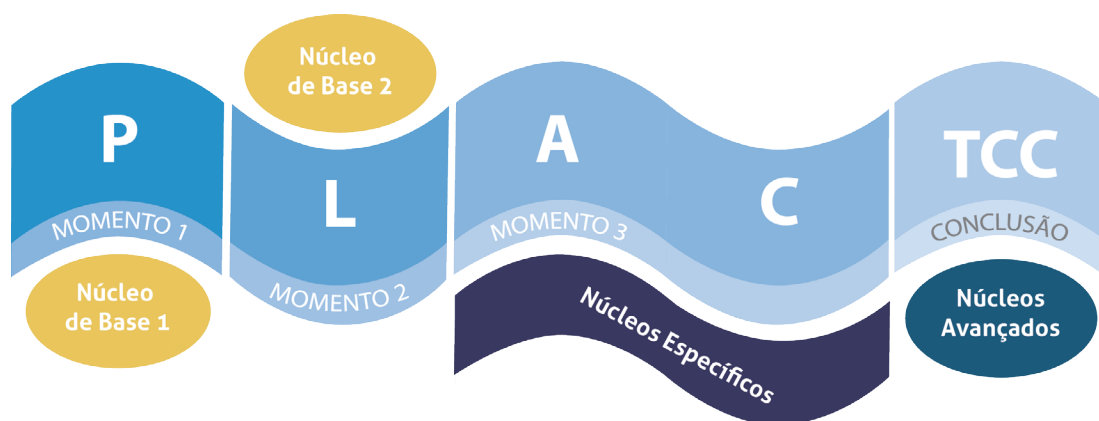 P
MOMENTO 1
Núcleo
de Base 1
Núcleo
de Base 2
L
MOMENTO 2
A
C
MOMENTO 3
Núcleos Específicos
TCC
CONCLUSÃO
Núcleos
Avançados